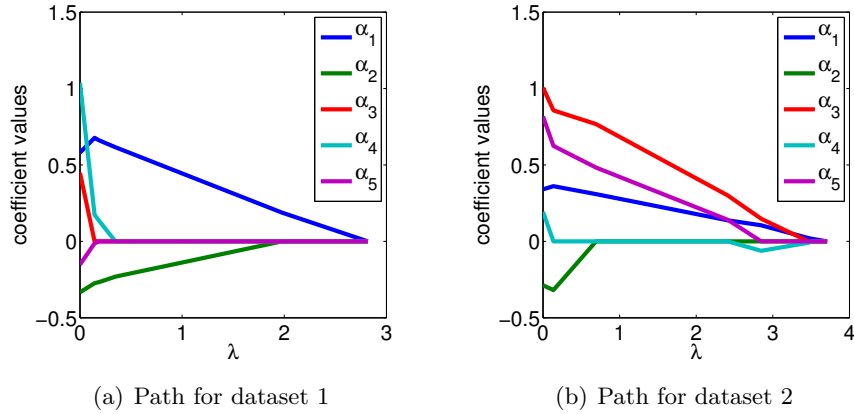 1.5
1
0.5
0
−0.5
coefficient values
0 1 2 3
λ
α1
α2
α3
α4
α5
(a) Path for dataset 1
1.5
1
0.5
0
−0.5
coefficient values
0 1 2 3 4
λ
α1
α2
α3
α4
α5
(b) Path for dataset 2